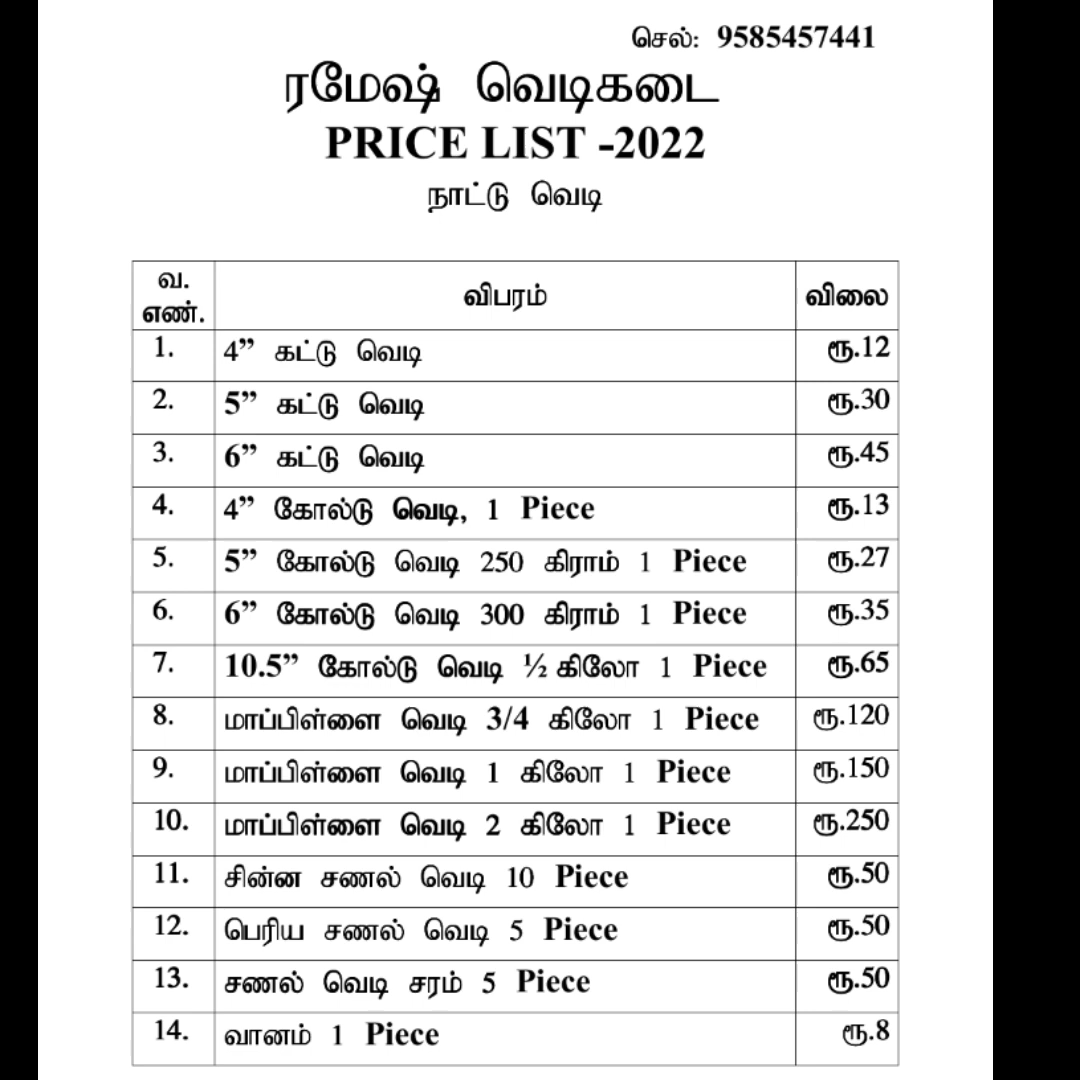 செல்: 9585457441
ரமேஷ் வெடிகடை
PRICE LIST -2022
நாட்டு வெடி
வ. எண். விபரம் விலை
1. 4” கட்டு வெடி ரூ.12
2. 5” கட்டு வெடி ரூ.30
3. 6” கட்டு வெடி ரூ.45
4. 4” கோல்டு வெடி, 1 Piece ரூ.13
5. 5” கோல்டு வெடி 250 கிராம் 1 Piece ரூ.27
6. 6” கோல்டு வெடி 300 கிராம் 1 Piece ரூ.35
7. 10.5” கோல்டு வெடி ½ கிலோ 1 Piece ரூ.65
8. மாப்பிள்ளை வெடி 3/4 கிலோ 1 Piece ரூ.120
9. மாப்பிள்ளை வெடி 1 கிலோ 1 Piece ரூ.150
10. மாப்பிள்ளை வெடி 2 கிலோ 1 Piece ரூ.250
11. சின்ன சணல் வெடி 10 Piece ரூ.50
12. பெரிய சணல் வெடி 5 Piece ரூ.50
13. சணல் வெடி சரம் 5 Piece ரூ.50
14. வானம் 1 Piece ரூ.8